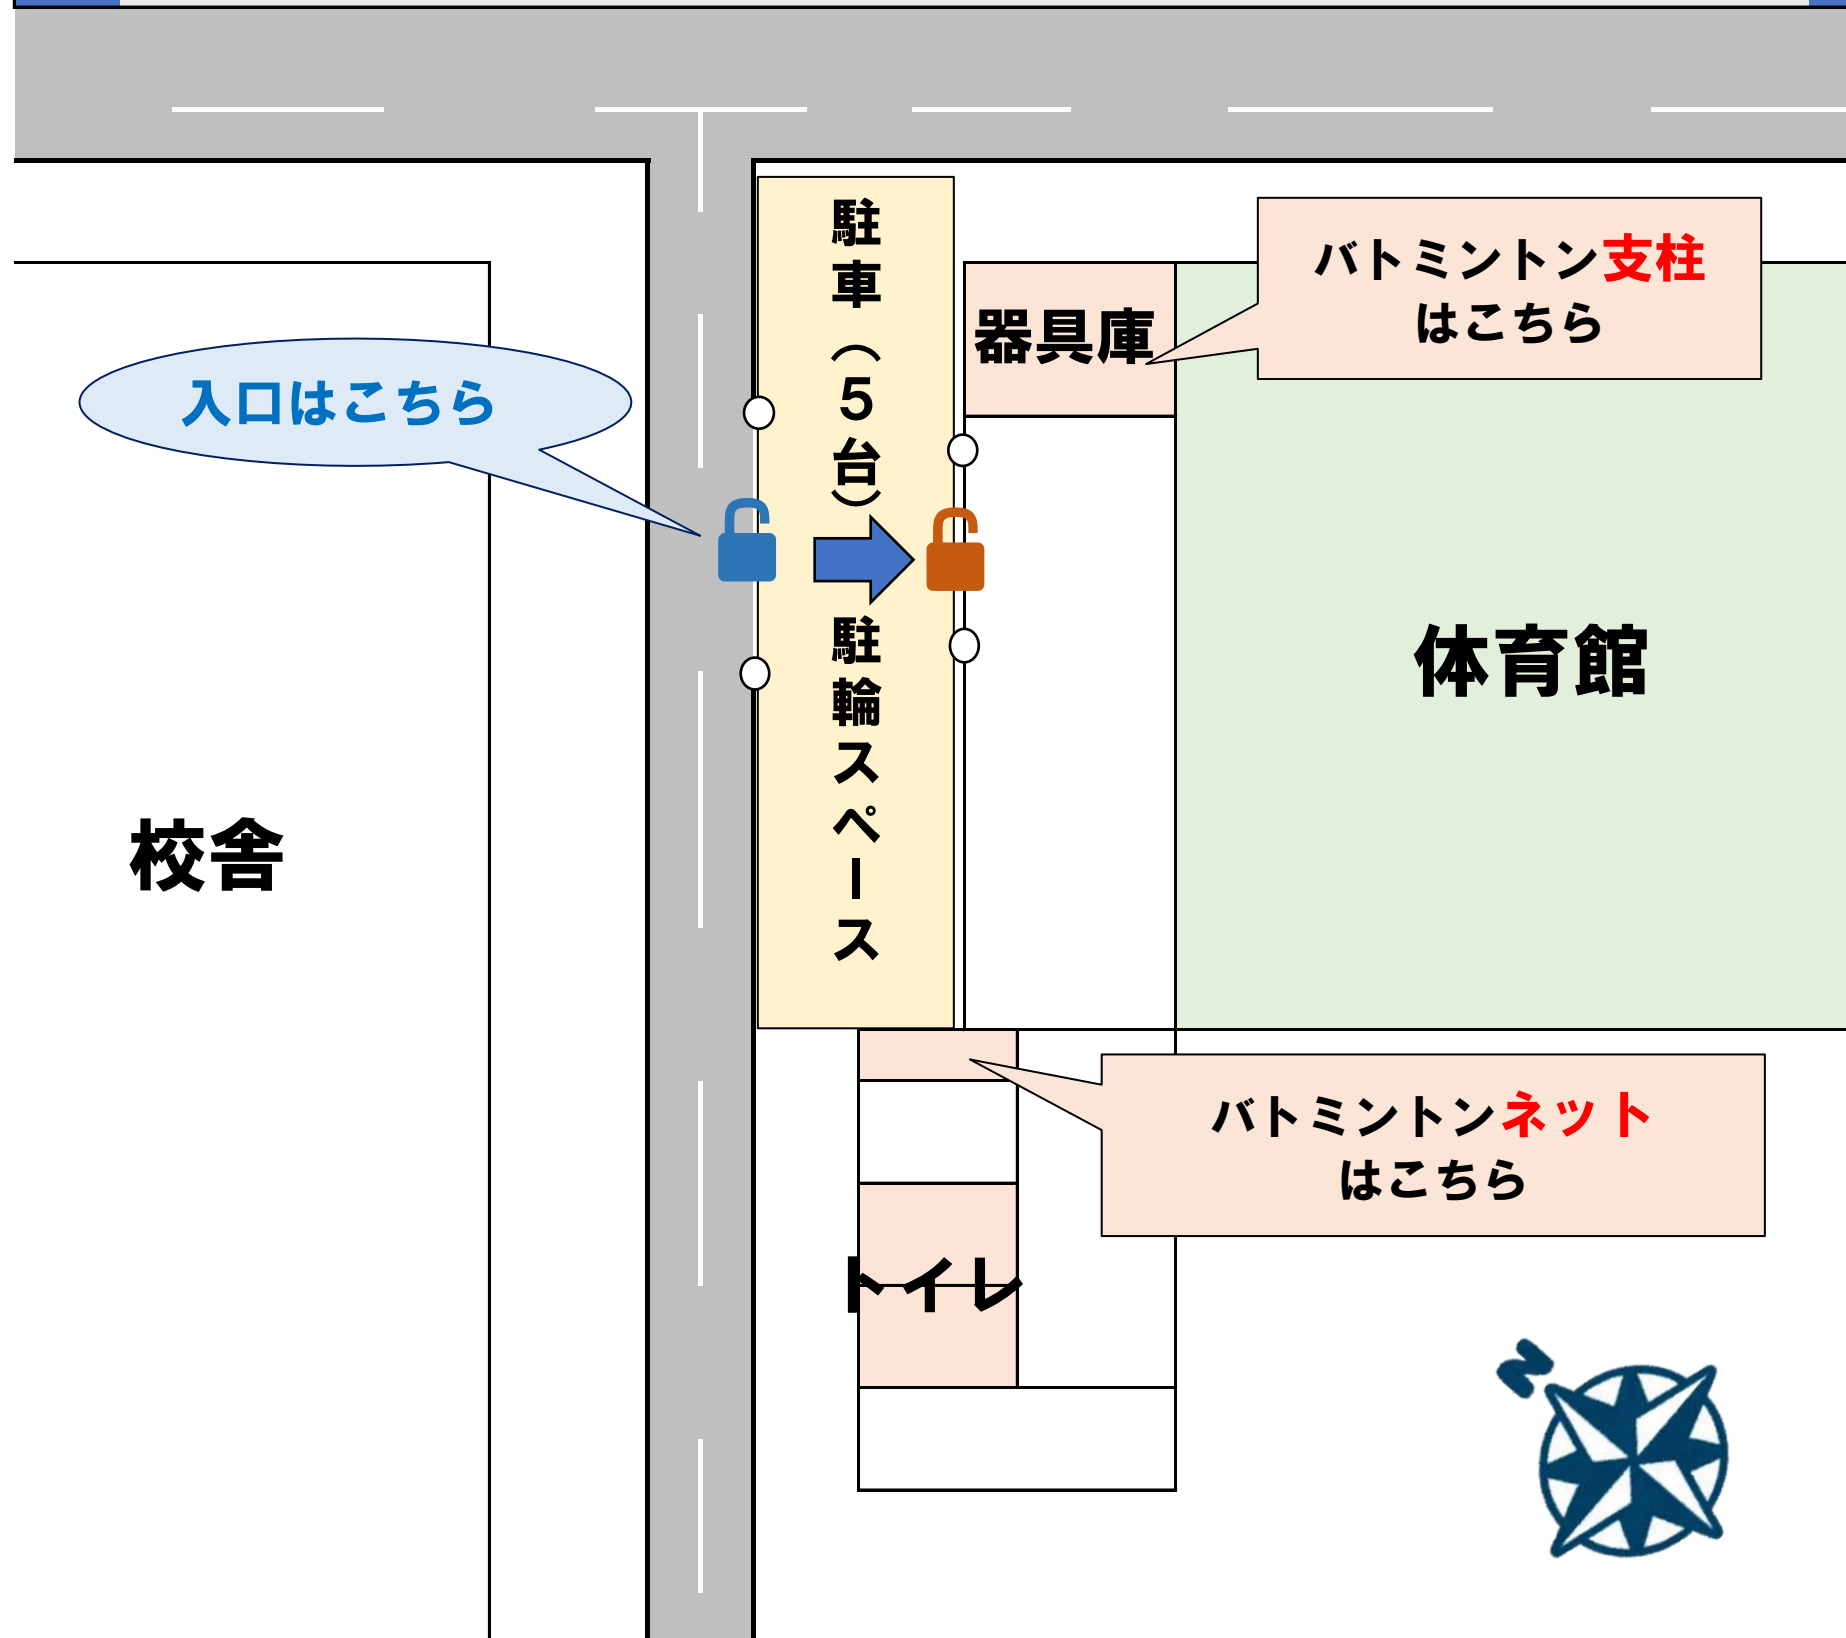 駐車（５台）
駐輪スペース
バトミントン支柱
はこちら
器具庫
入口はこちら
体育館
校舎
バトミントンネット
はこちら
トイレ
N